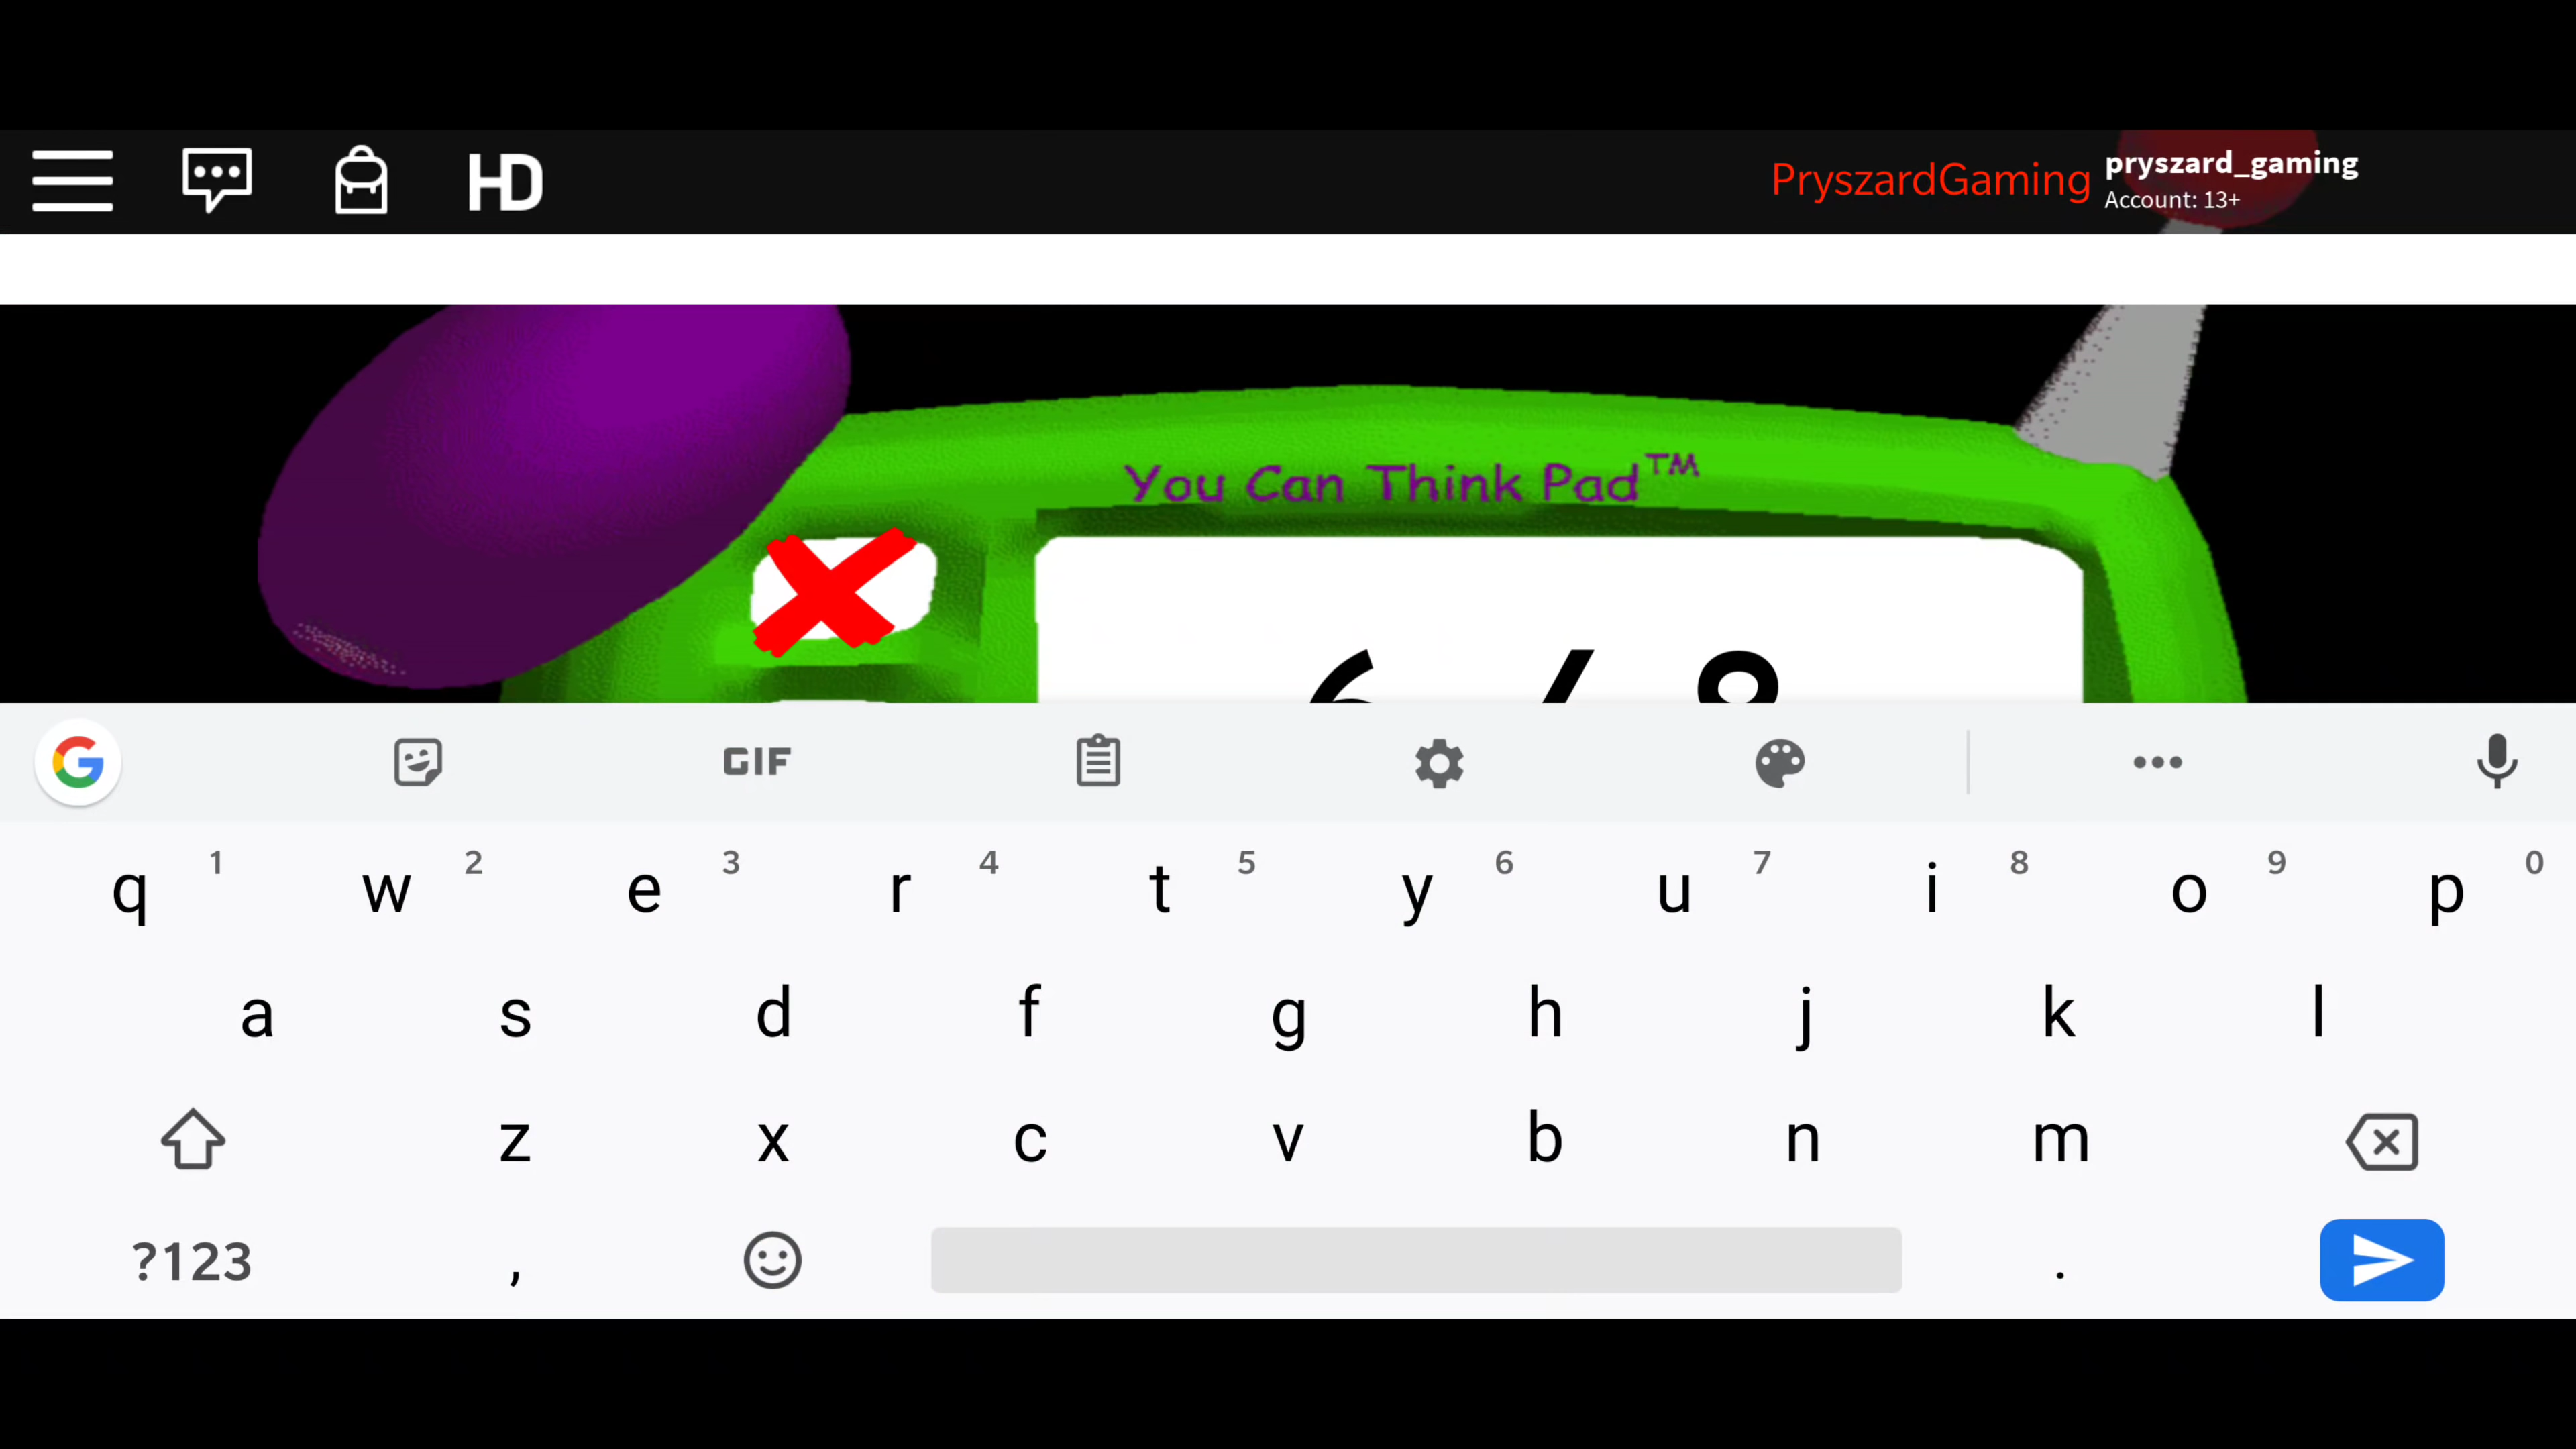 HD
PryszardGaming
pryszard_gaming
Account: 13+
You Can Think Pad™
GIF
q 1 w 2 e 3 r 4 t 5 y 6 u 7 i 8 o 9 p 0
a s d f g h j k l
z x c v b n m
?123 , .